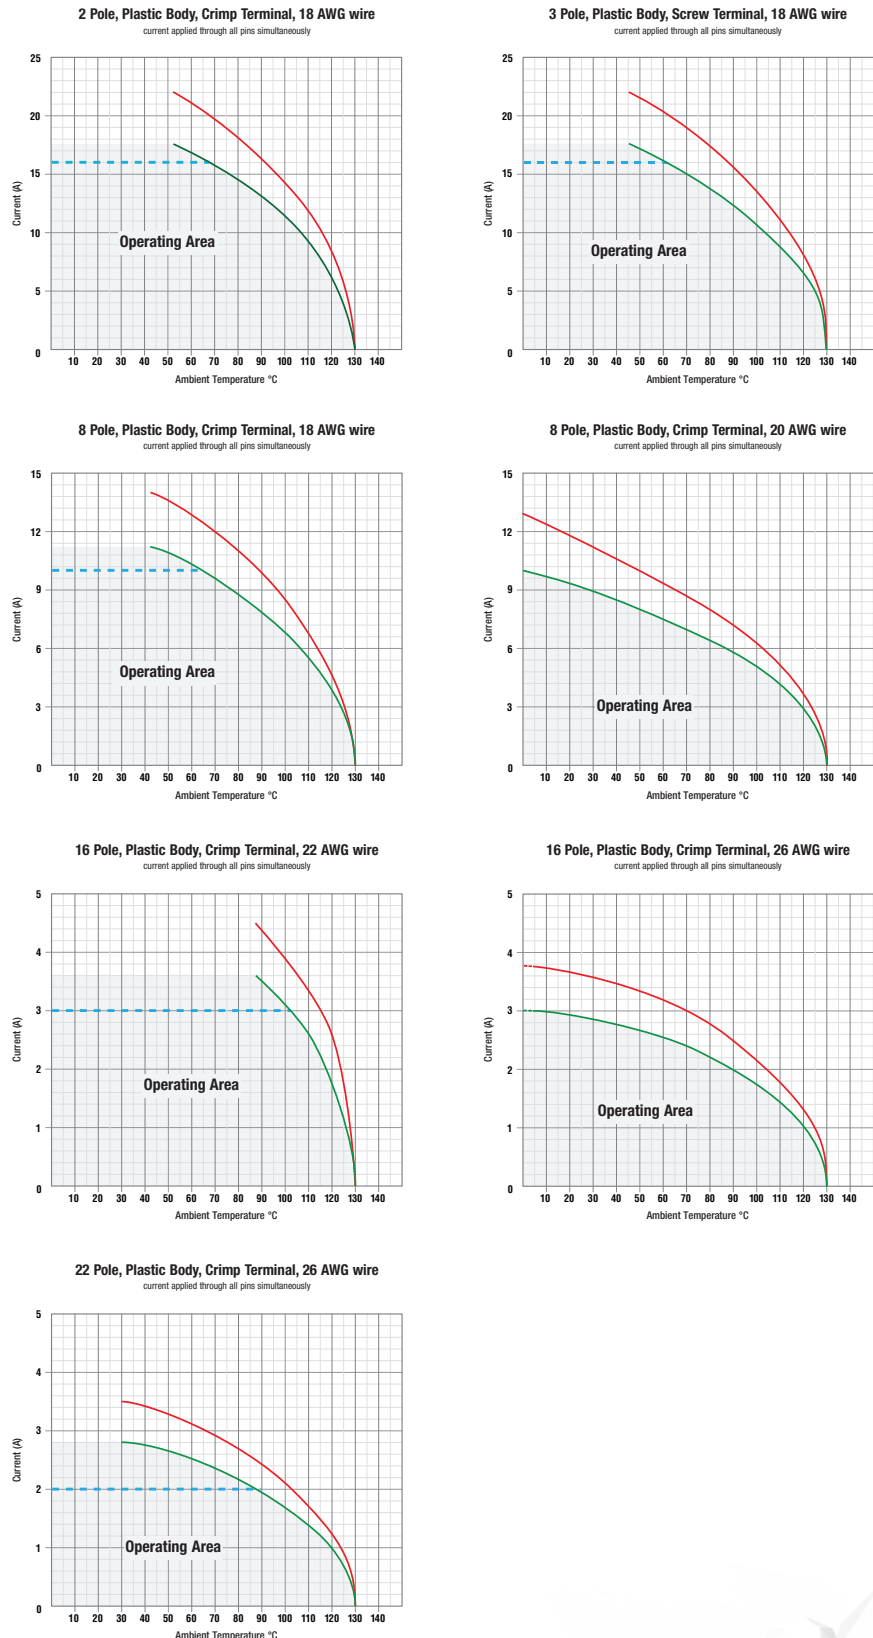 2 Pole, Plastic Body, Crimp Terminal, 18 AWG wire
current applied through all pins simultaneously
25
20
15
10
5
0
Current (A)
Operating Area
10 20 30 40 50 60 70 80 90 100 110 120 130 140
Ambient Temperature °C
3 Pole, Plastic Body, Screw Terminal, 18 AWG wire
current applied through all pins simultaneously
25
20
15
10
5
0
Current (A)
Operating Area
10 20 30 40 50 60 70 80 90 100 110 120 130 140
Ambient Temperature °C
8 Pole, Plastic Body, Crimp Terminal, 18 AWG wire
current applied through all pins simultaneously
15
12
9
6
3
0
Current (A)
Operating Area
10 20 30 40 50 60 70 80 90 100 110 120 130 140
Ambient Temperature °C
8 Pole, Plastic Body, Crimp Terminal, 20 AWG wire
current applied through all pins simultaneously
15
12
9
6
3
0
Current (A)
Operating Area
10 20 30 40 50 60 70 80 90 100 110 120 130 140
Ambient Temperature °C
16 Pole, Plastic Body, Crimp Terminal, 22 AWG wire
current applied through all pins simultaneously
5
4
3
2
1
0
Current (A)
Operating Area
10 20 30 40 50 60 70 80 90 100 110 120 130 140
Ambient Temperature °C
16 Pole, Plastic Body, Crimp Terminal, 26 AWG wire
current applied through all pins simultaneously
5
4
3
2
1
0
Current (A)
Operating Area
10 20 30 40 50 60 70 80 90 100 110 120 130 140
Ambient Temperature °C
22 Pole, Plastic Body, Crimp Terminal, 26 AWG wire
current applied through all pins simultaneously
5
4
3
2
1
0
Current (A)
Operating Area
10 20 30 40 50 60 70 80 90 100 110 120 130 140
Ambient Temperature °C